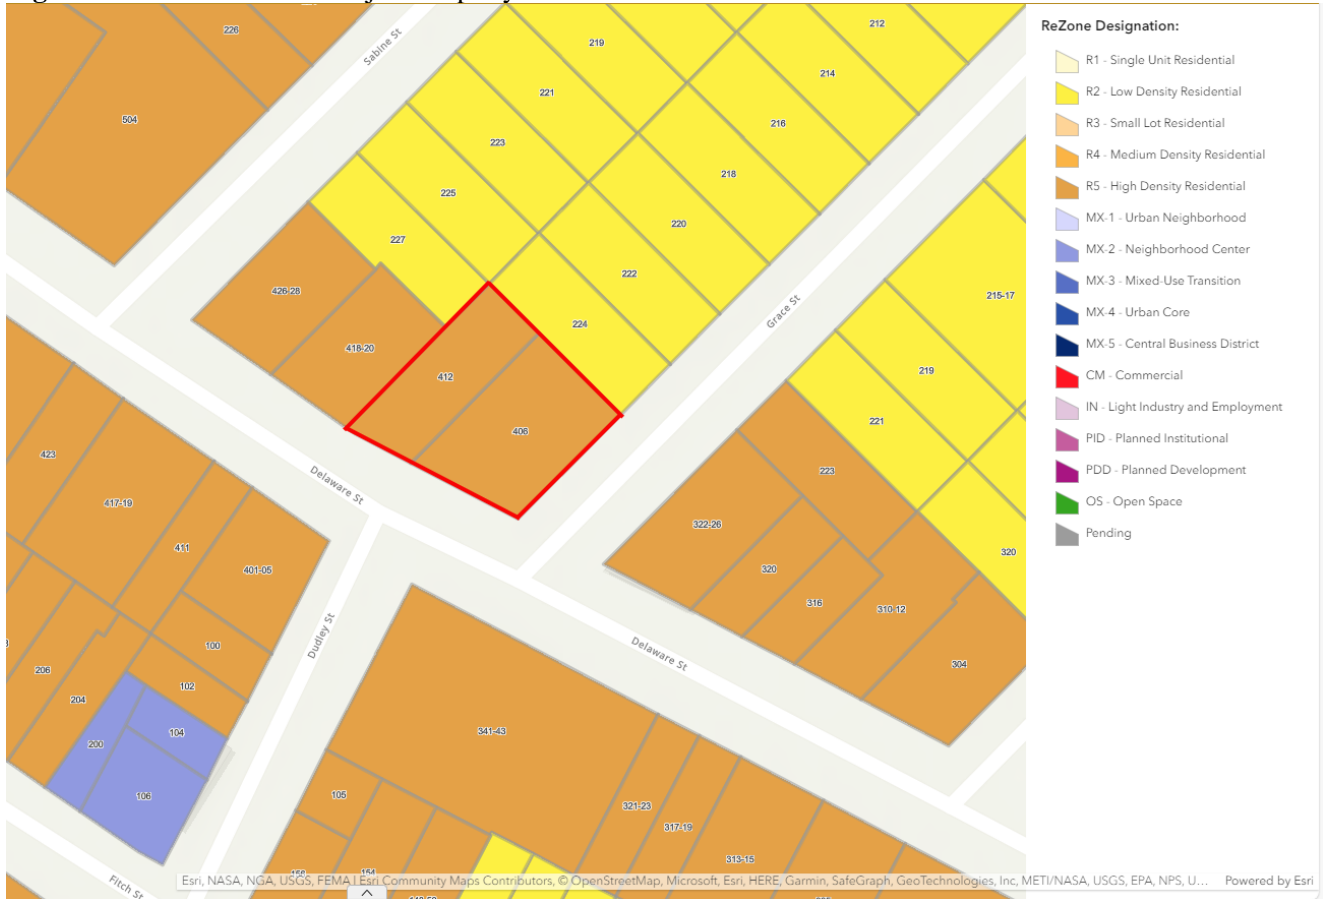 ReZone Designation:
R1 - Single Unit Residential
R2 - Low Density Residential
R3 - Small Lot Residential
R4 - Medium Density Residential
R5 - High Density Residential
MX-1 - Urban Neighborhood
MX-2 - Neighborhood Center
MX-3 - Mixed-Use Transition
MX-4 - Urban Core
MX-5 - Central Business District
CM - Commercial
IN - Light Industry and Employment
PID - Planned Institutional
PDD - Planned Development
OS - Open Space
Pending
226
212
Sabine St
219
214
221
504
216
223
218
225
220
227
222
426-28
215-17
Grace St
224
418-20
219
412
221
406
423
223
Delaware St
417-19
322-26
411
320
401-05
320
316
310-12
Dudley St
100
Delaware St
304
206
102
204
341-43
104
200
105
106
321-23
317-19
313-15
154
Fitch St
Esri, NASA, NGA, USGS, FEMA | Esri Community Maps Contributors, © OpenStreetMap, Microsoft, Esri, HERE, Garmin, SafeGraph, GeoTechnologies, Inc, METI/NASA, USGS, EPA, NPS, U...
Powered by Esri